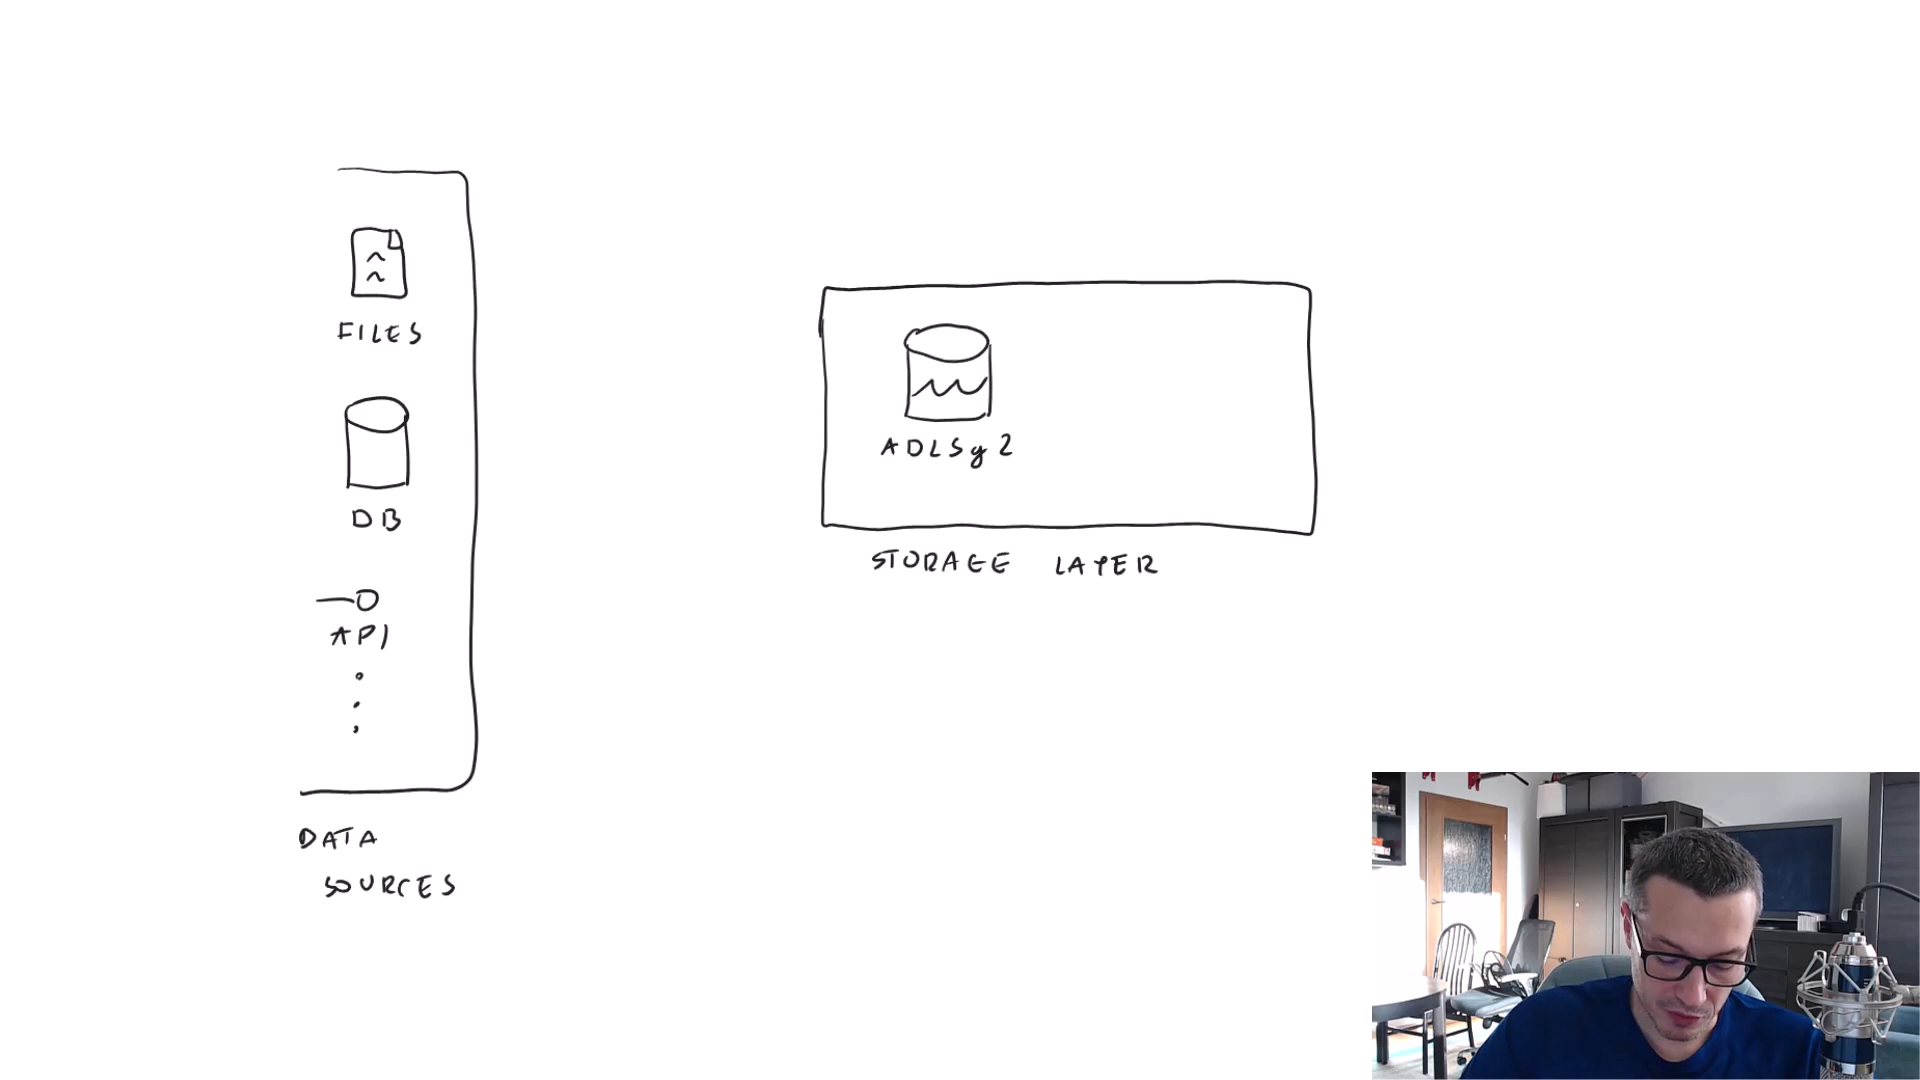 FILES
DB
API
DATA
SOURCES
ADLSg2
STORAGE LAYER